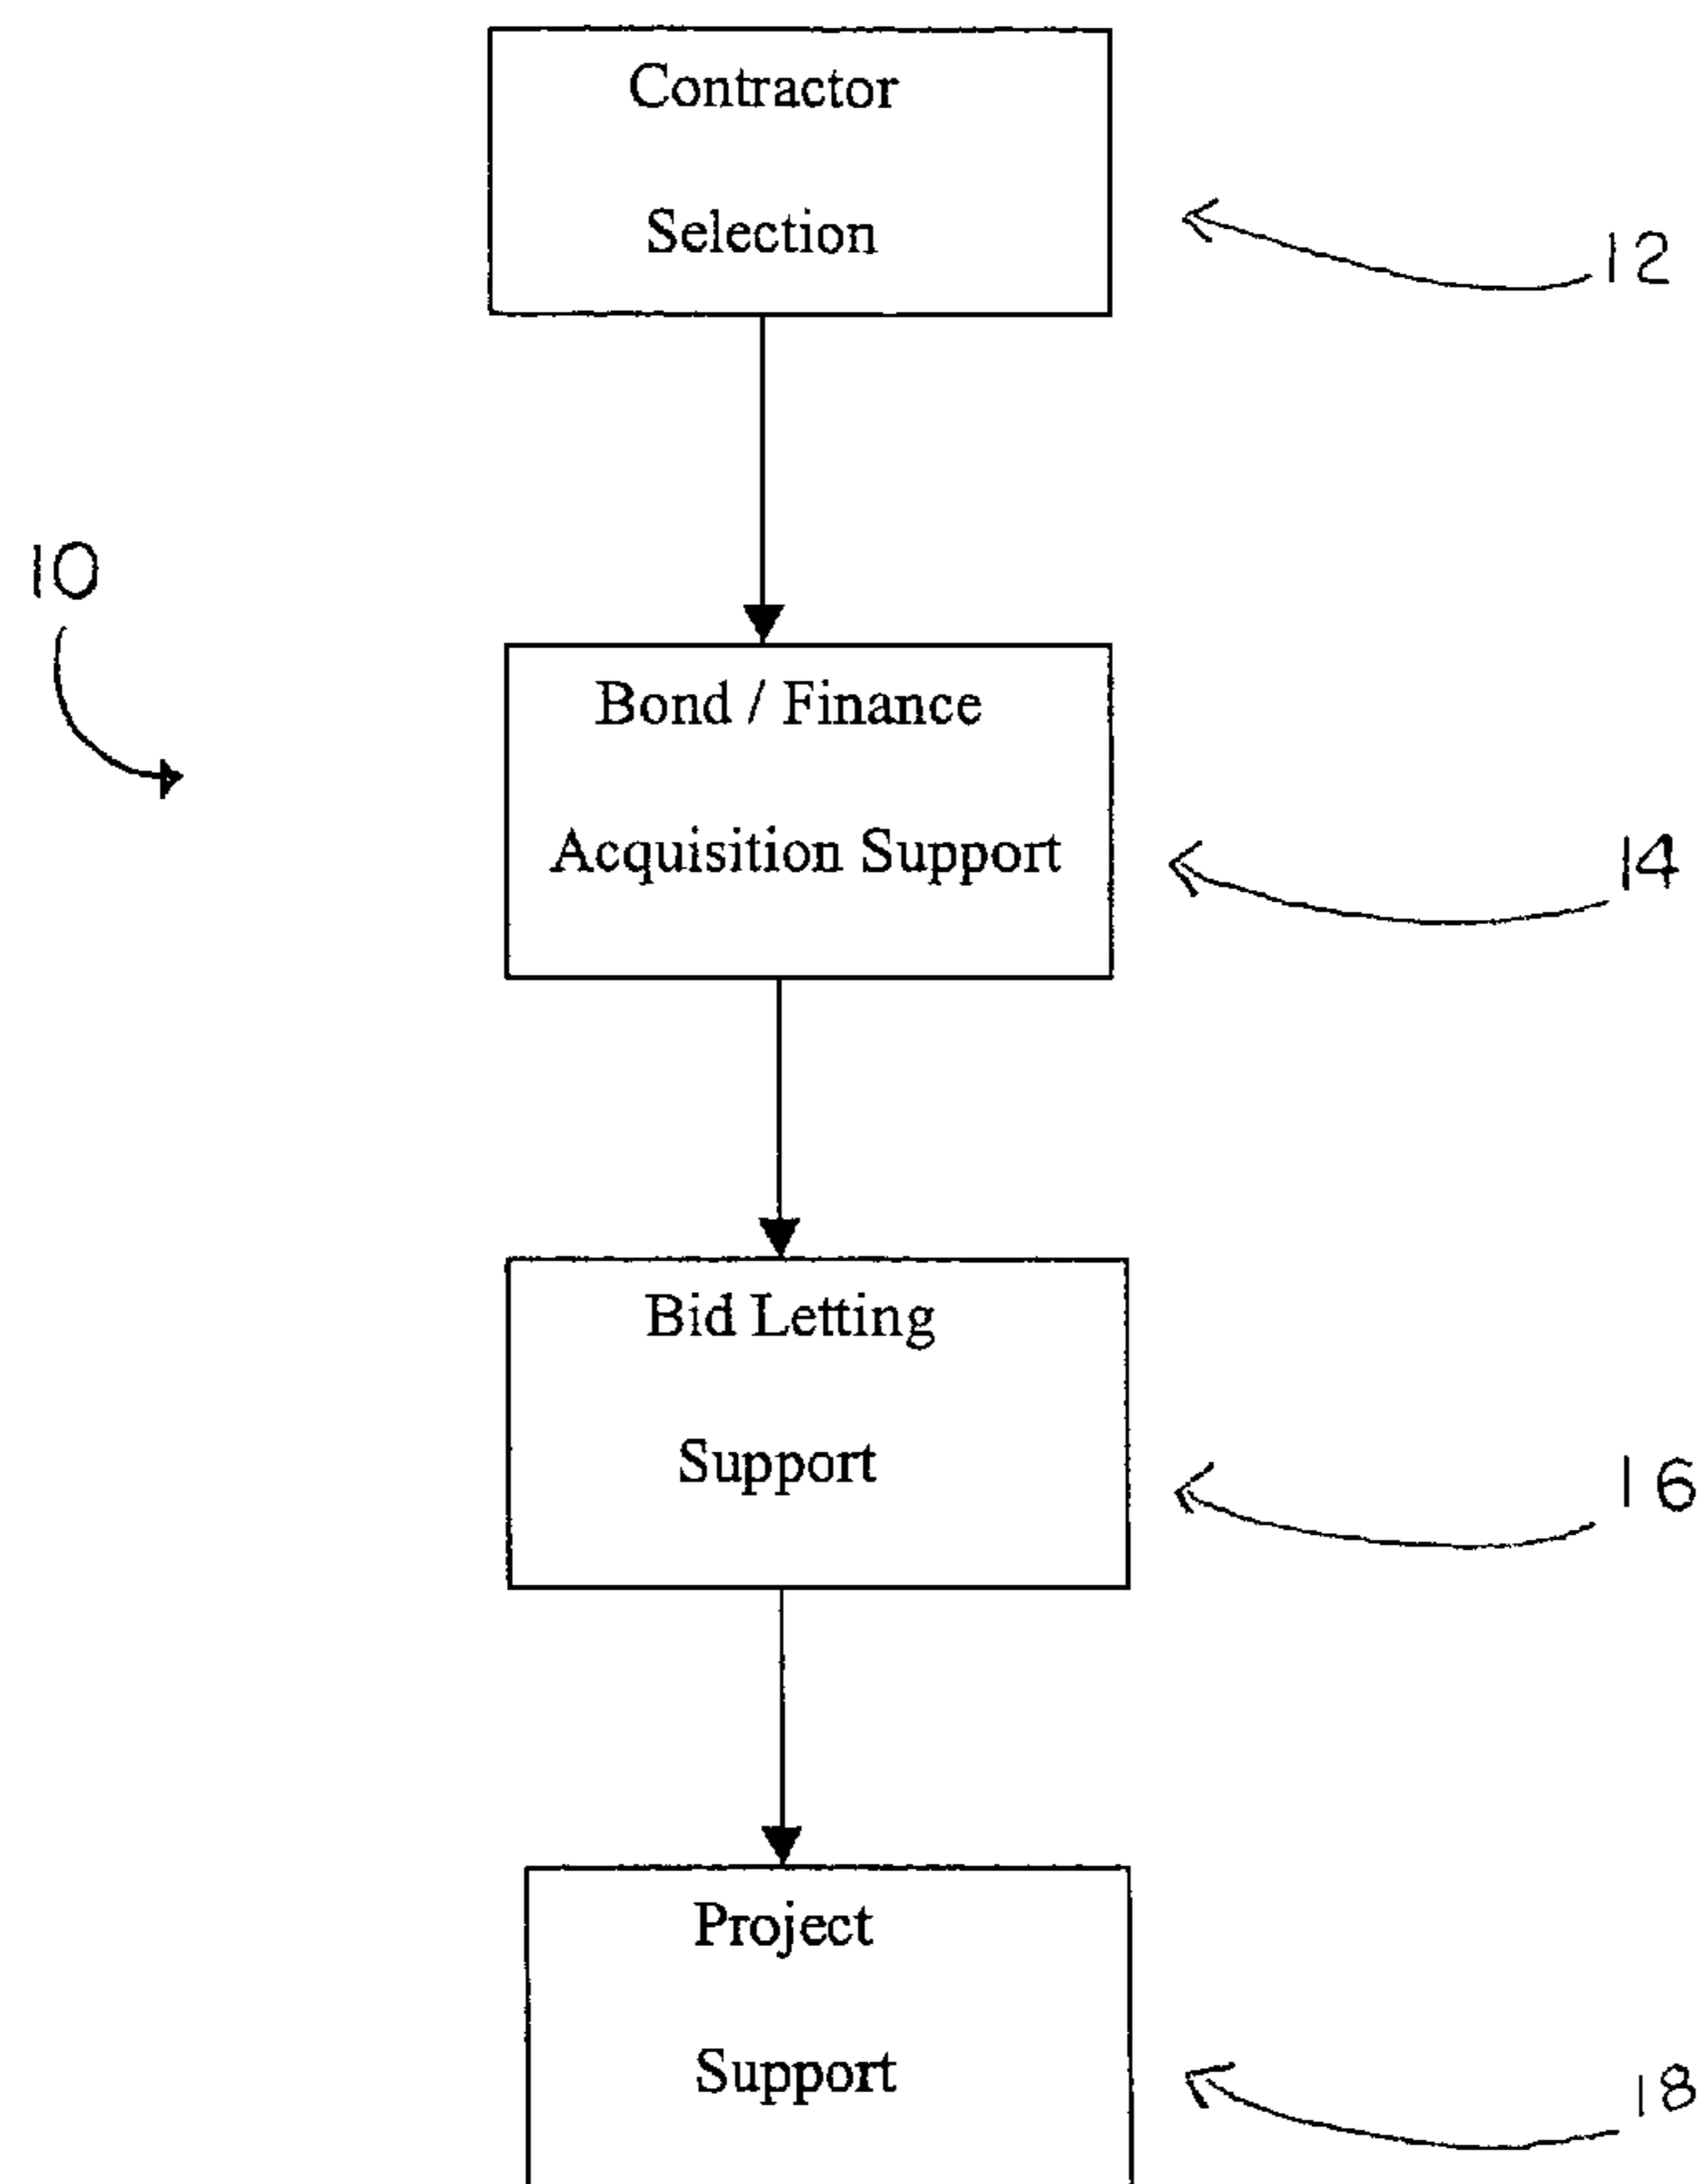 Contractor
Selection
12
10
Bond / Finance
Acquisition Support
14
Bid Letting
Support
16
Project
Support
18